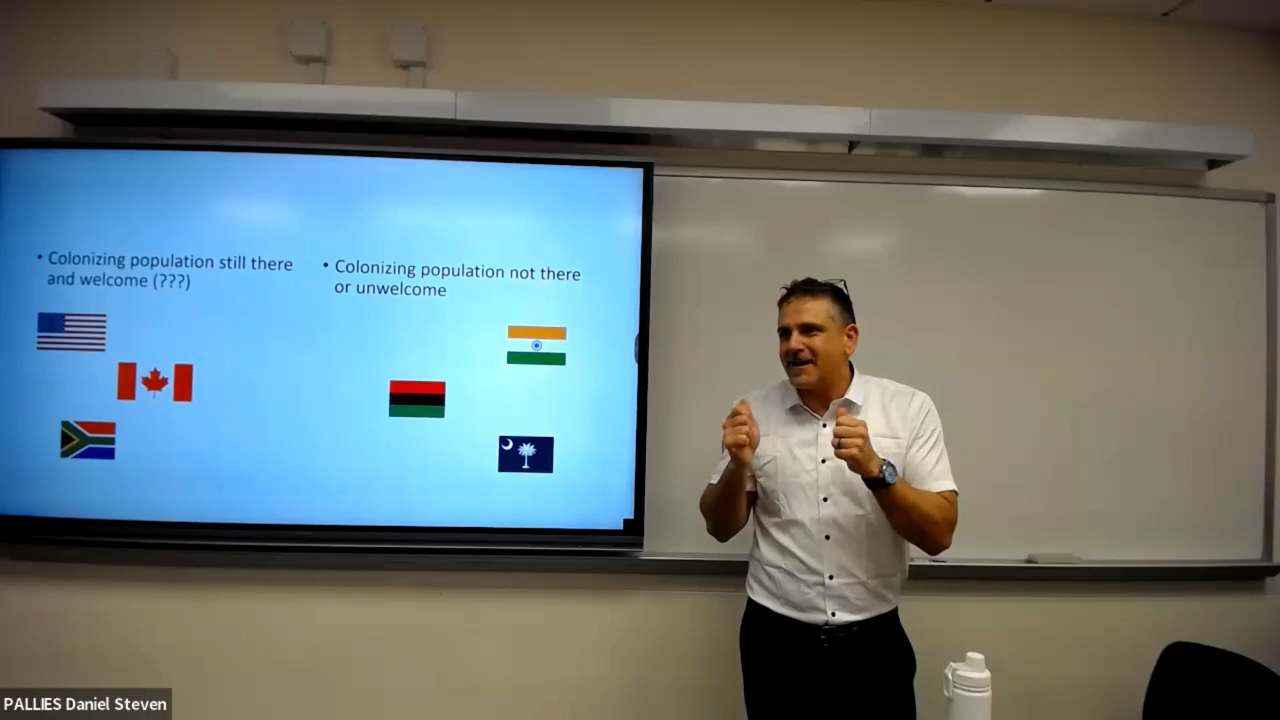 • Colonizing population still there
and welcome (???)
• Colonizing population not there
or unwelcome
PALLIES Daniel Steven